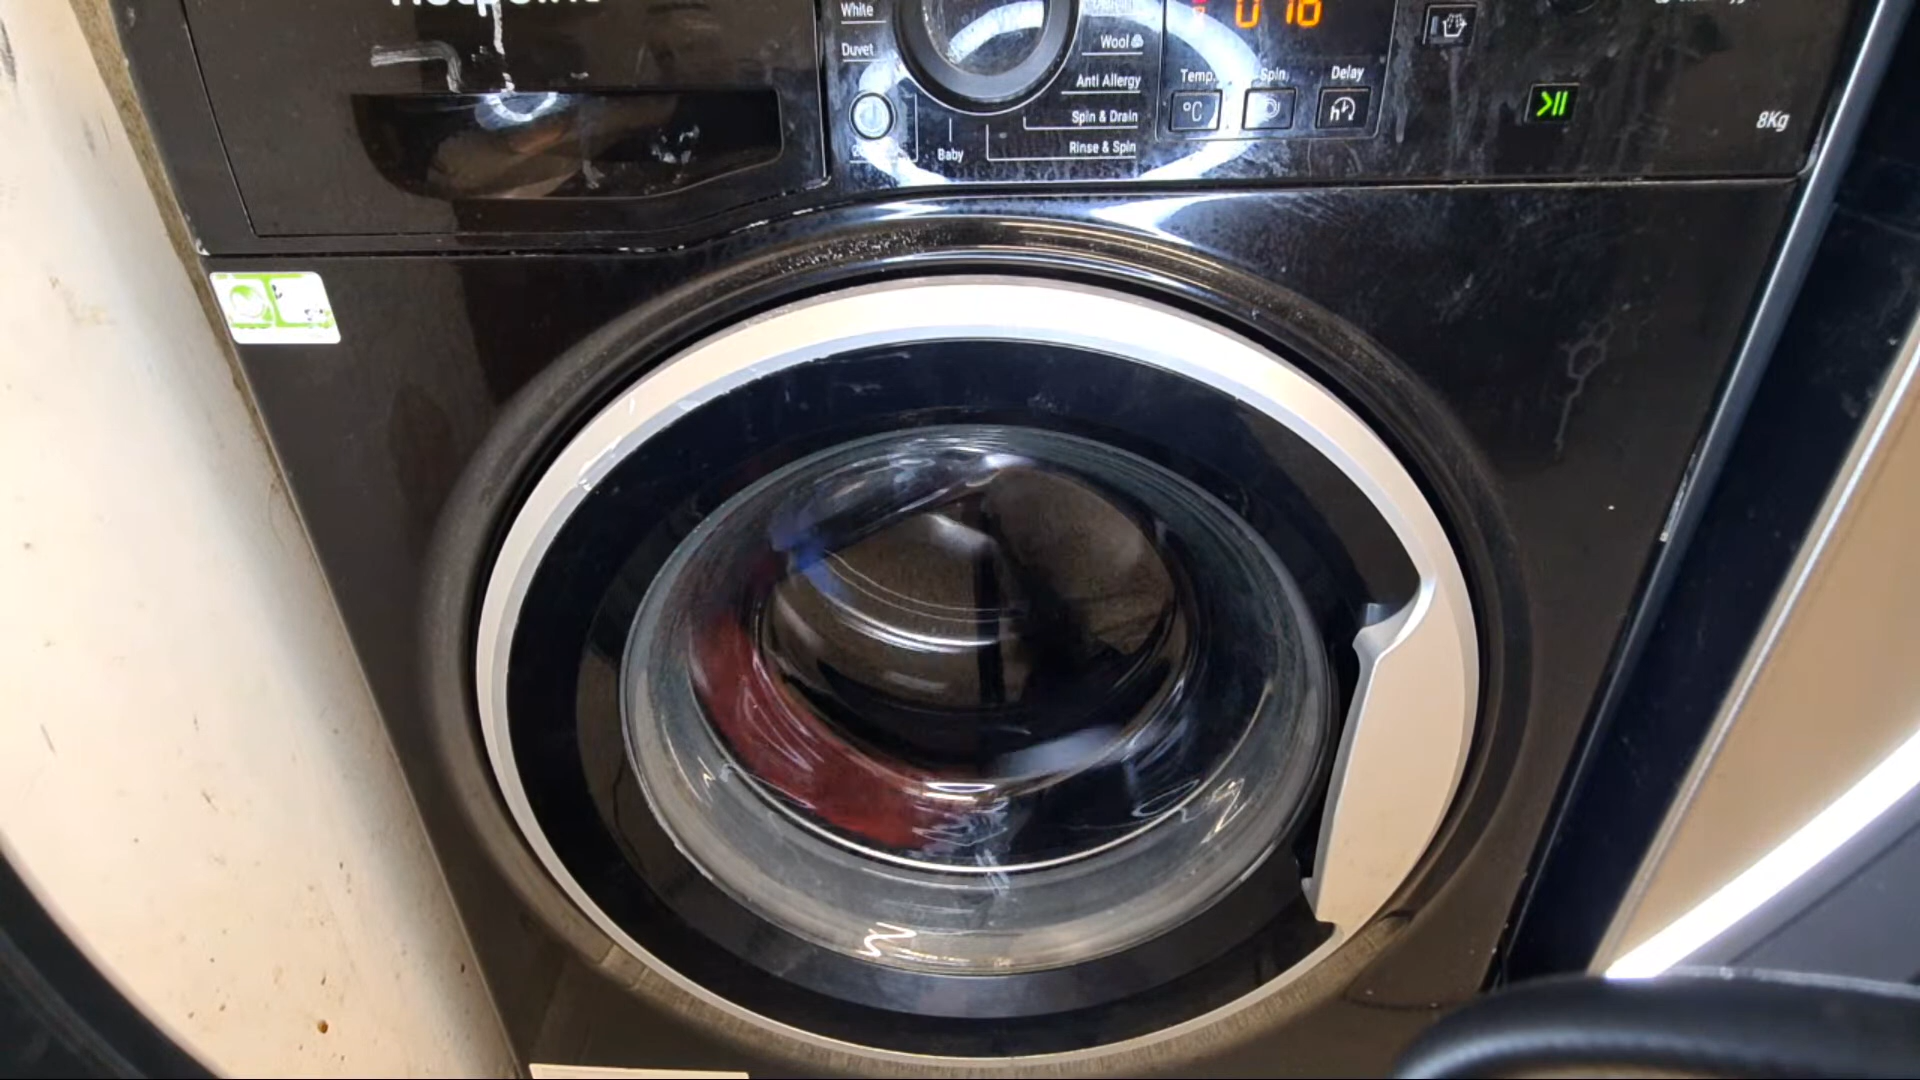 White
Duvet
Wool
Anti Allergy
Spin & Drain
Rinse & Spin
Baby
Temp.
Spin
Delay
°C
h
8Kg